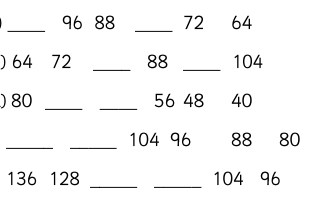 ) ____ 96 88 ____ 72 64
) 64 72 ____ 88 ____ 104
) 80 ____ ____ 56 48 40
____ ____ 104 96 88 80
136 128 ____ ____ 104 96